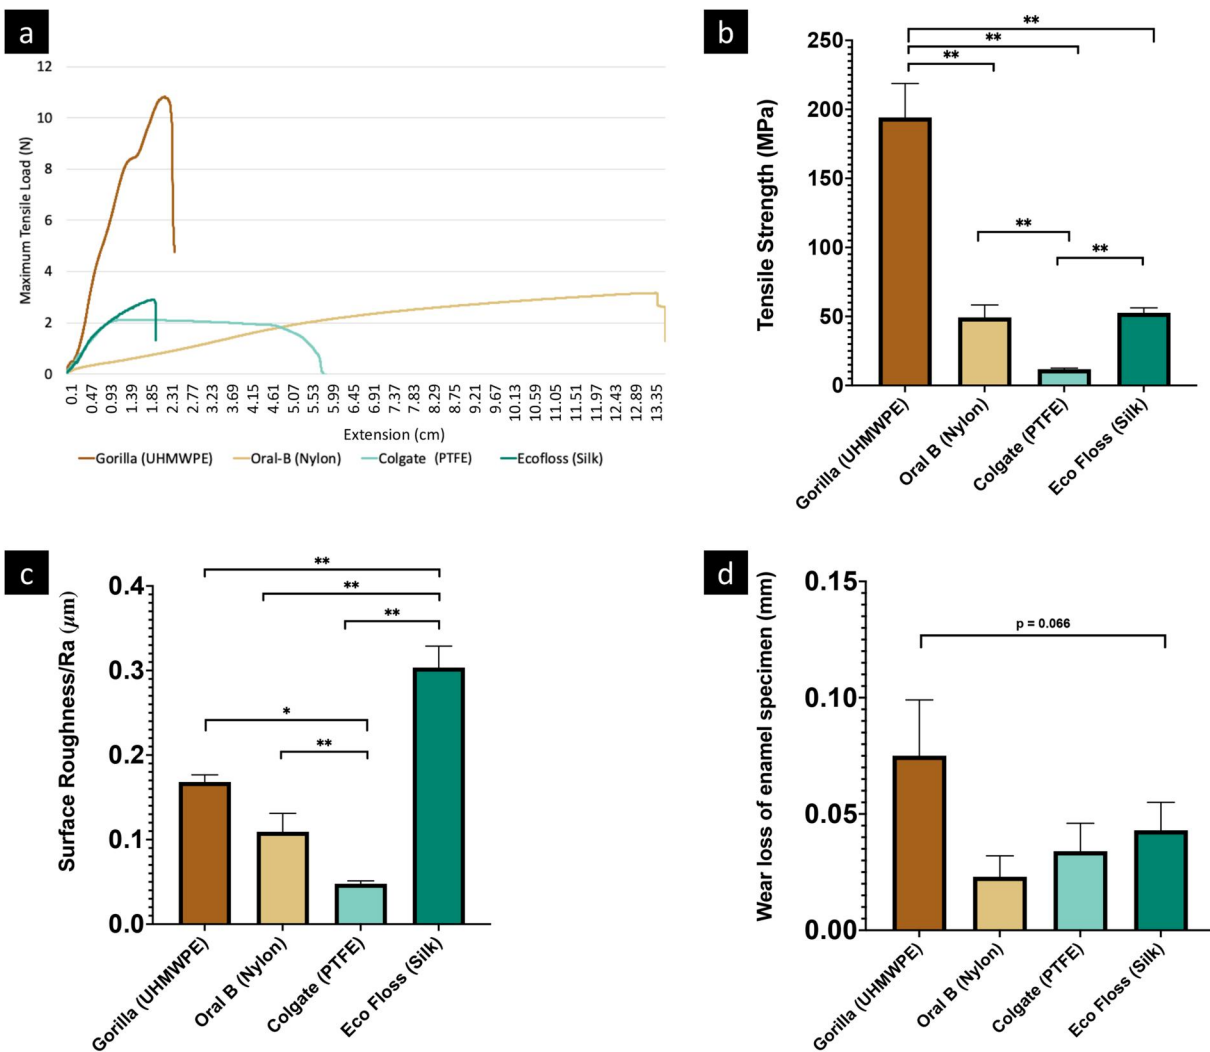 a
12
10
8
6
4
2
0
Maximum Tensile Load (N)
0.1 0.47 0.93 1.39 1.85 2.31 2.77 3.23 3.69 4.15 4.61 5.07 5.53 5.99 6.45 6.91 7.37 7.83 8.29 8.75 9.21 9.67 10.13 10.59 11.05 11.51 11.97 12.43 12.89 13.35
Extension (cm)
Gorilla (UHMWPE) Oral-B (Nylon) Colgate (PTFE) Ecofloss (Silk)
b
**
**
**
**
**
250
200
150
100
50
0
Tensile Strength (MPa)
Gorilla (UHMWPE)
Oral B (Nylon)
Colgate (PTFE)
Eco Floss (Silk)
c
**
**
**
*
**
0.4
0.3
0.2
0.1
0.0
Surface Roughness/Ra (μm)
Gorilla (UHMWPE)
Oral B (Nylon)
Colgate (PTFE)
Eco Floss (Silk)
d
p = 0.066
0.15
0.10
0.05
0.00
Wear loss of enamel specimen (mm)
Gorilla (UHMWPE)
Oral B (Nylon)
Colgate (PTFE)
Eco Floss (Silk)